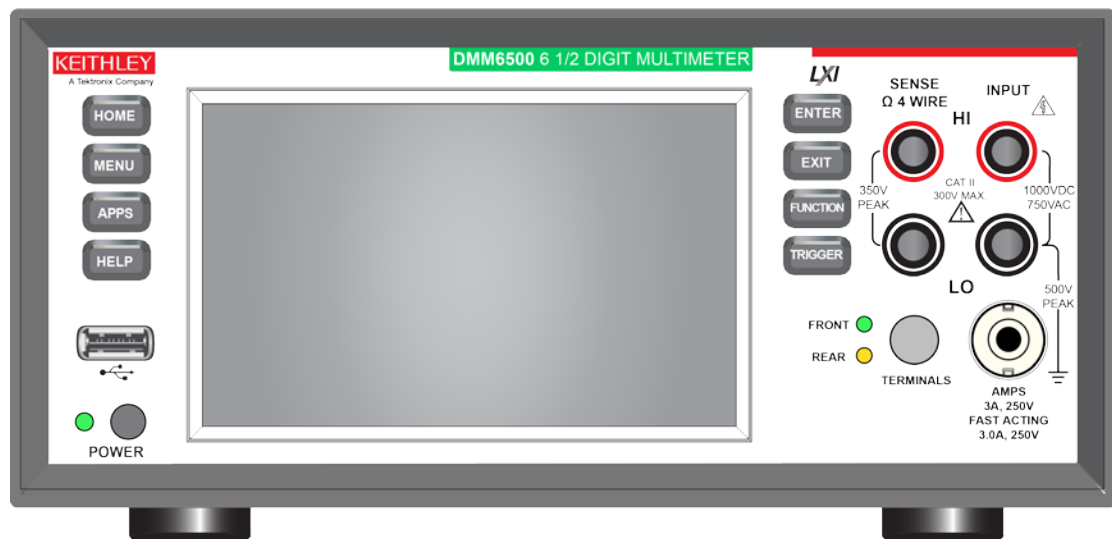 KEITHLEY
A Tektronix Company
DMM6500 6 1/2 DIGIT MULTIMETER
HOME
MENU
APPS
HELP
POWER
LXI
ENTER
EXIT
FUNCTION
TRIGGER
SENSE
Ω 4 WIRE
INPUT
HI
350V
PEAK
CAT II
300V MAX.
1000VDC
750VAC
LO
500V
PEAK
FRONT
REAR
TERMINALS
AMPS
3A, 250V
FAST ACTING
3.0A, 250V